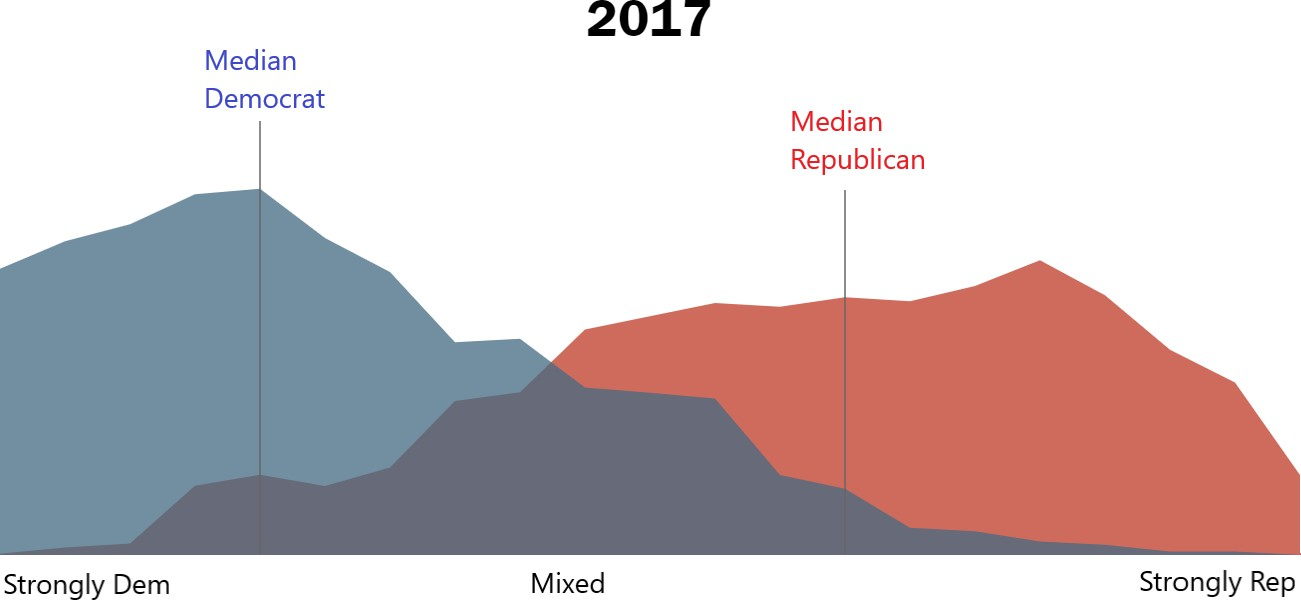 2017
Median
Democrat
Median
Republican
Strongly Dem
Mixed
Strongly Rep